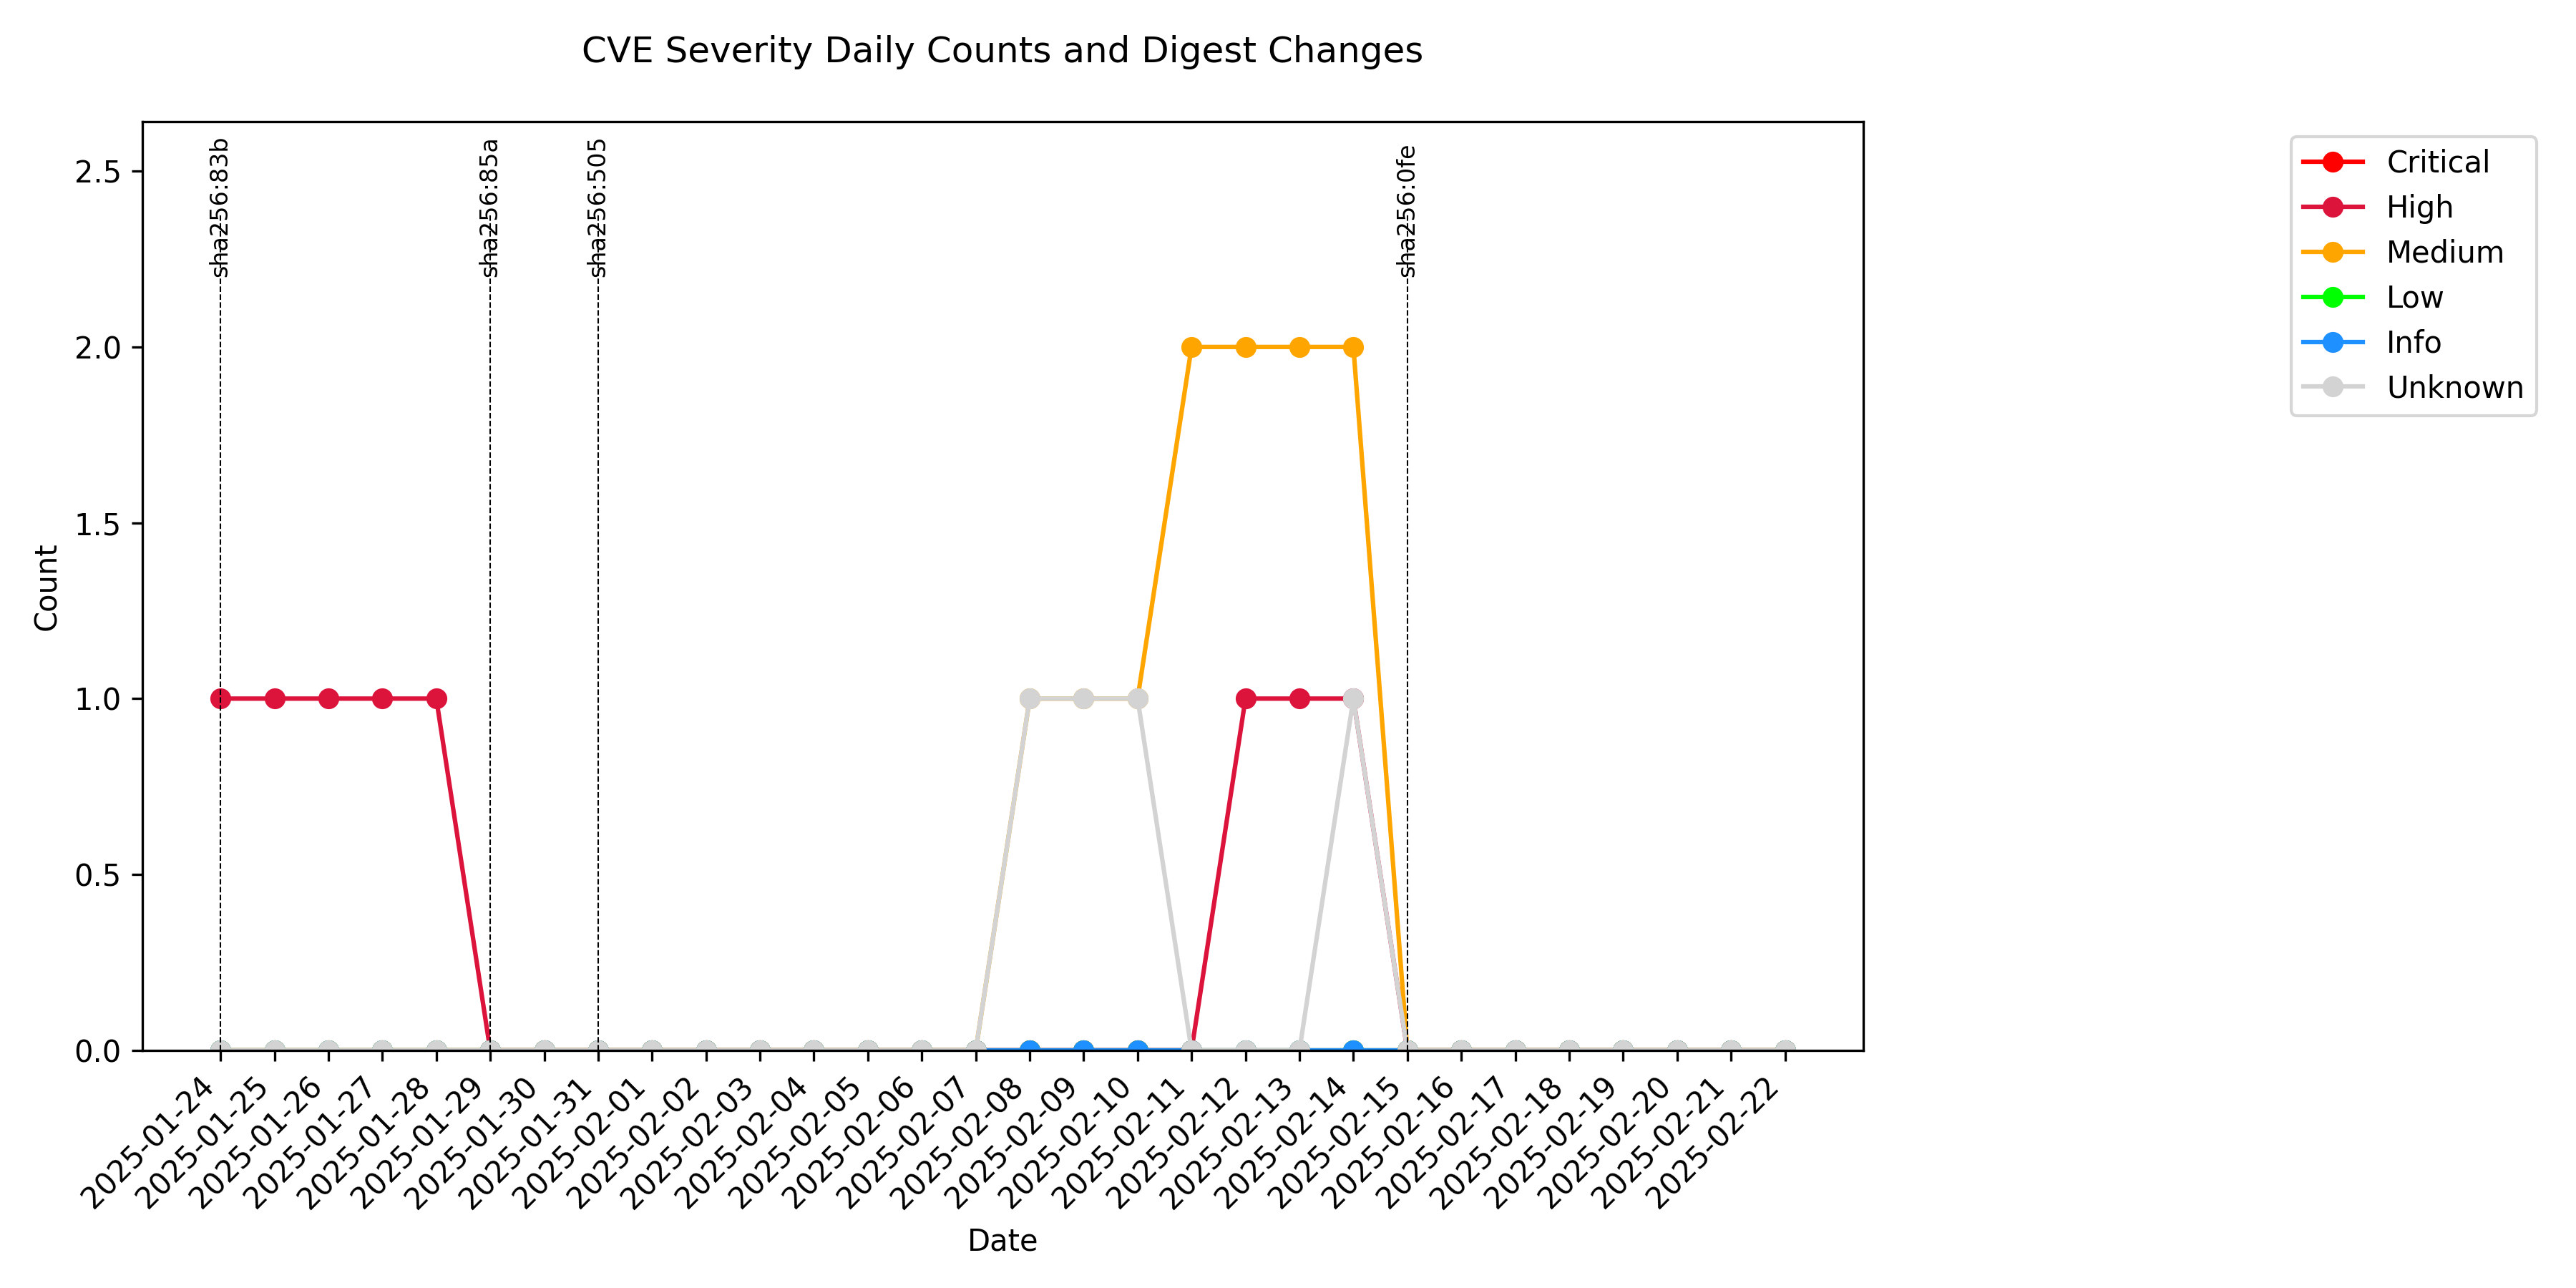 CVE Severity Daily Counts and Digest Changes
sha256:83b
sha256:85a
sha256:505
sha256:0fe
Critical
High
Medium
Low
Info
Unknown
2.5
2.0
1.5
1.0
0.5
0.0
Count
2025-01-24
2025-01-25
2025-01-26
2025-01-27
2025-01-28
2025-01-29
2025-01-30
2025-01-31
2025-02-01
2025-02-02
2025-02-03
2025-02-04
2025-02-05
2025-02-06
2025-02-07
2025-02-08
2025-02-09
2025-02-10
2025-02-11
2025-02-12
2025-02-13
2025-02-14
2025-02-15
2025-02-16
2025-02-17
2025-02-18
2025-02-19
2025-02-20
2025-02-21
2025-02-22
Date